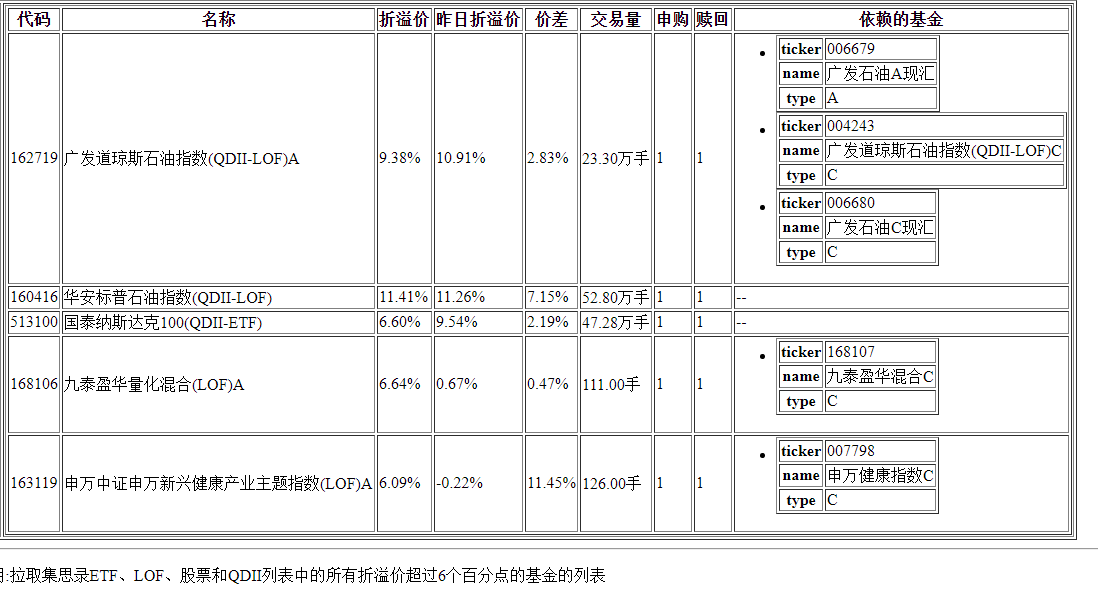 代码 名称 折溢价 昨日折溢价 价差 交易量 申购 赎回 依赖的基金
ticker 006679
name 广发石油A现汇
type A
ticker 004243
162719 广发道琼斯石油指数(QDII-LOF)A 9.38% 10.91% 2.83% 23.30万手 1 1 name 广发道琼斯石油指数(QDII-LOF)C
type C
ticker 006680
name 广发石油C现汇
type C
160416 华安标普石油指数(QDII-LOF) 11.41% 11.26% 7.15% 52.80万手 1 1 --
513100 国泰纳斯达克100(QDII-ETF) 6.60% 9.54% 2.19% 47.28万手 1 1 --
ticker 168107
168106 九泰盈华量化混合(LOF)A 6.64% 0.67% 0.47% 111.00手 1 1 name 九泰盈华混合C
type C
ticker 007798
163119 申万中证申万新兴健康产业主题指数(LOF)A 6.09% -0.22% 11.45% 126.00手 1 1 name 申万健康指数C
type C
:拉取集思录ETF、LOF、股票和QDII列表中的所有折溢价超过6个百分点的基金的列表